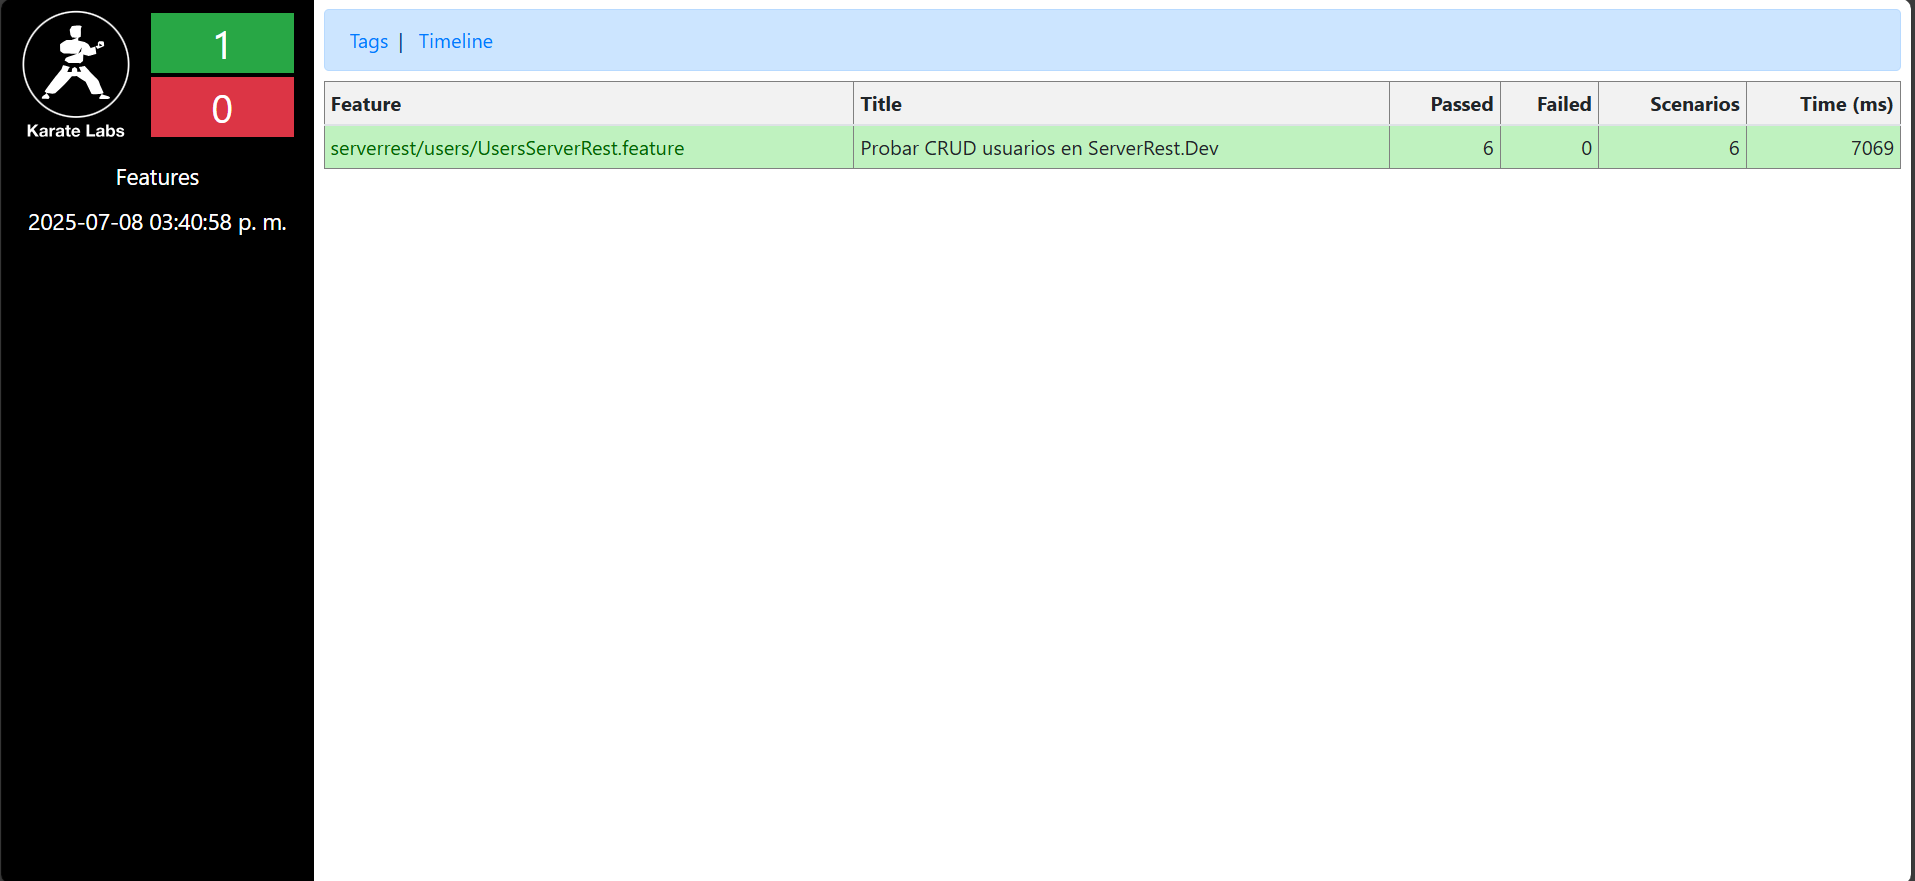 1
0
Karate Labs
Features
2025-07-08 03:40:58 p. m.
Tags | Timeline
Feature Title Passed Failed Scenarios Time (ms)
serverrest/users/UsersServerRest.feature Probar CRUD usuarios en ServerRest.Dev 6 0 6 7069